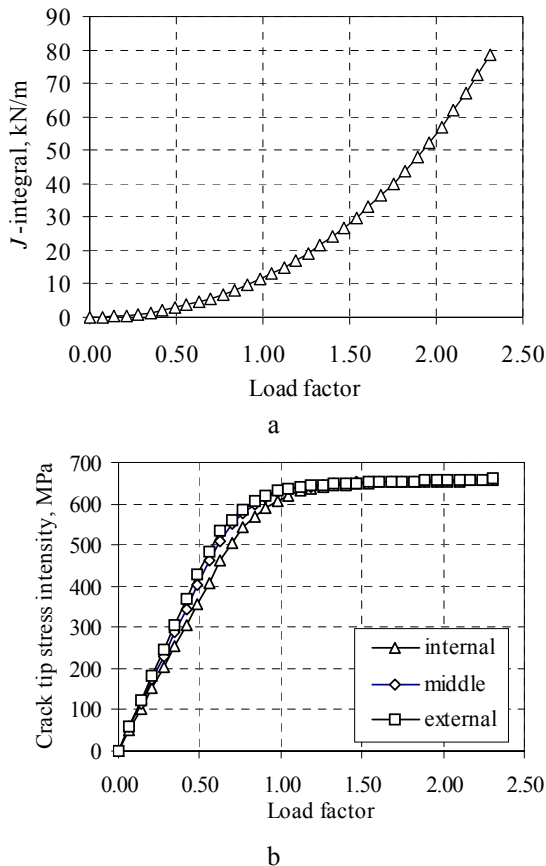 J-integral, kN/m
90
80
70
60
50
40
30
20
10
0
0.00 0.50 1.00 1.50 2.00 2.50
Load factor
a
Crack tip stress intensity, MPa
700
600
500
400
300
200
100
0
internal
middle
external
0.00 0.50 1.00 1.50 2.00 2.50
Load factor
b